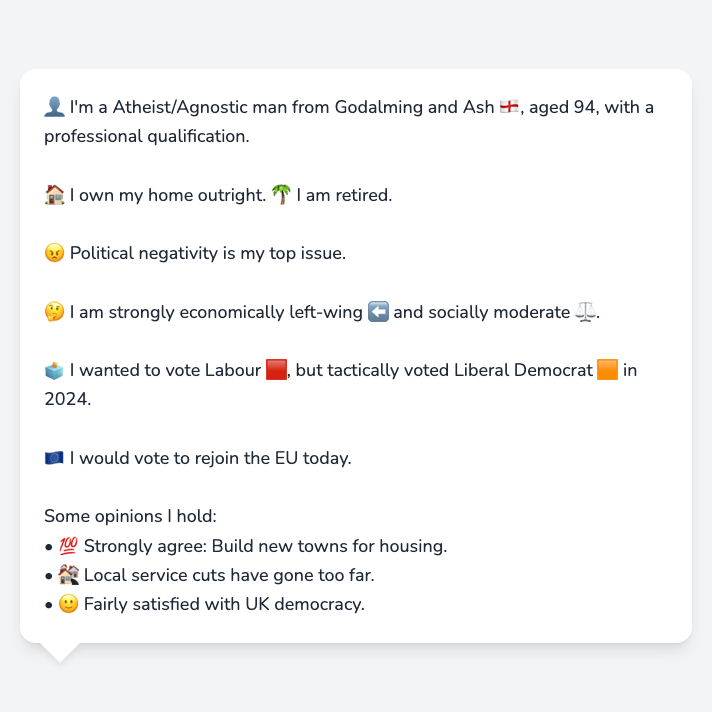 👤 I'm a Atheist/Agnostic man from Godalming and Ash 🏴󠁧󠁢󠁥󠁮󠁧󠁿, aged 94, with a
professional qualification.
🏠 I own my home outright. 🌴 I am retired.
😠 Political negativity is my top issue.
🤔 I am strongly economically left-wing ⬅️ and socially moderate ⚖️.
🗳️ I wanted to vote Labour 🟥, but tactically voted Liberal Democrat 🟧 in
2024.
🇪🇺 I would vote to rejoin the EU today.
Some opinions I hold:
• 💯 Strongly agree: Build new towns for housing.
• 🏚️ Local service cuts have gone too far.
• 🙂 Fairly satisfied with UK democracy.